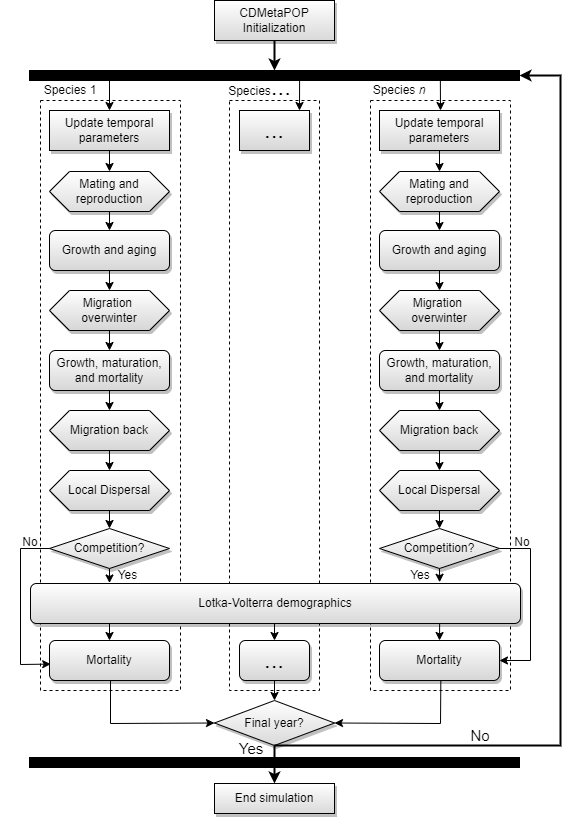 CDMetaPOP
Initialization
Species 1
Species...
Species n
Update temporal
parameters
...
Update temporal
parameters
Mating and
reproduction
Mating and
reproduction
Growth and aging
Growth and aging
Migration
overwinter
Migration
overwinter
Growth, maturation,
and mortality
Growth, maturation,
and mortality
Migration back
Migration back
Local Dispersal
Local Dispersal
No
Competition?
Competition?
No
Yes
Yes
Lotka-Volterra demographics
Mortality
...
Mortality
Final year?
Yes
No
End simulation